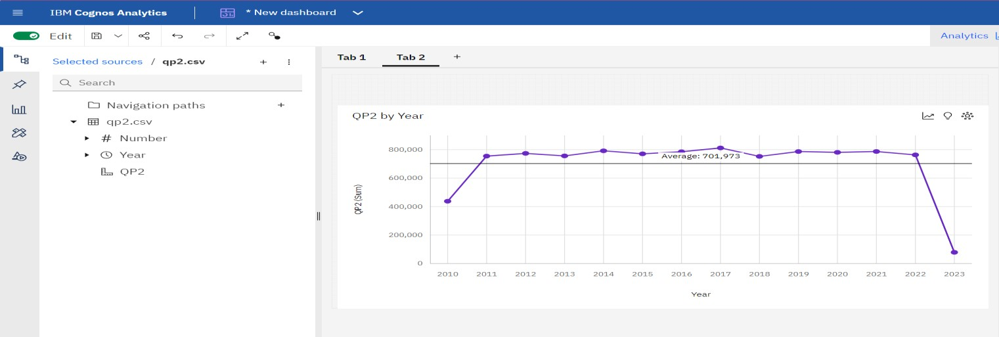 IBM Cognos Analytics
* New dashboard
Edit
Analytics
Selected sources / qp2.csv
Search
Navigation paths
qp2.csv
Number
Year
QP2
Tab 1
Tab 2
QP2 by Year
800,000
600,000
400,000
200,000
0
QP2 (Sum)
Average: 701,973
2010 2011 2012 2013 2014 2015 2016 2017 2018 2019 2020 2021 2022 2023
Year